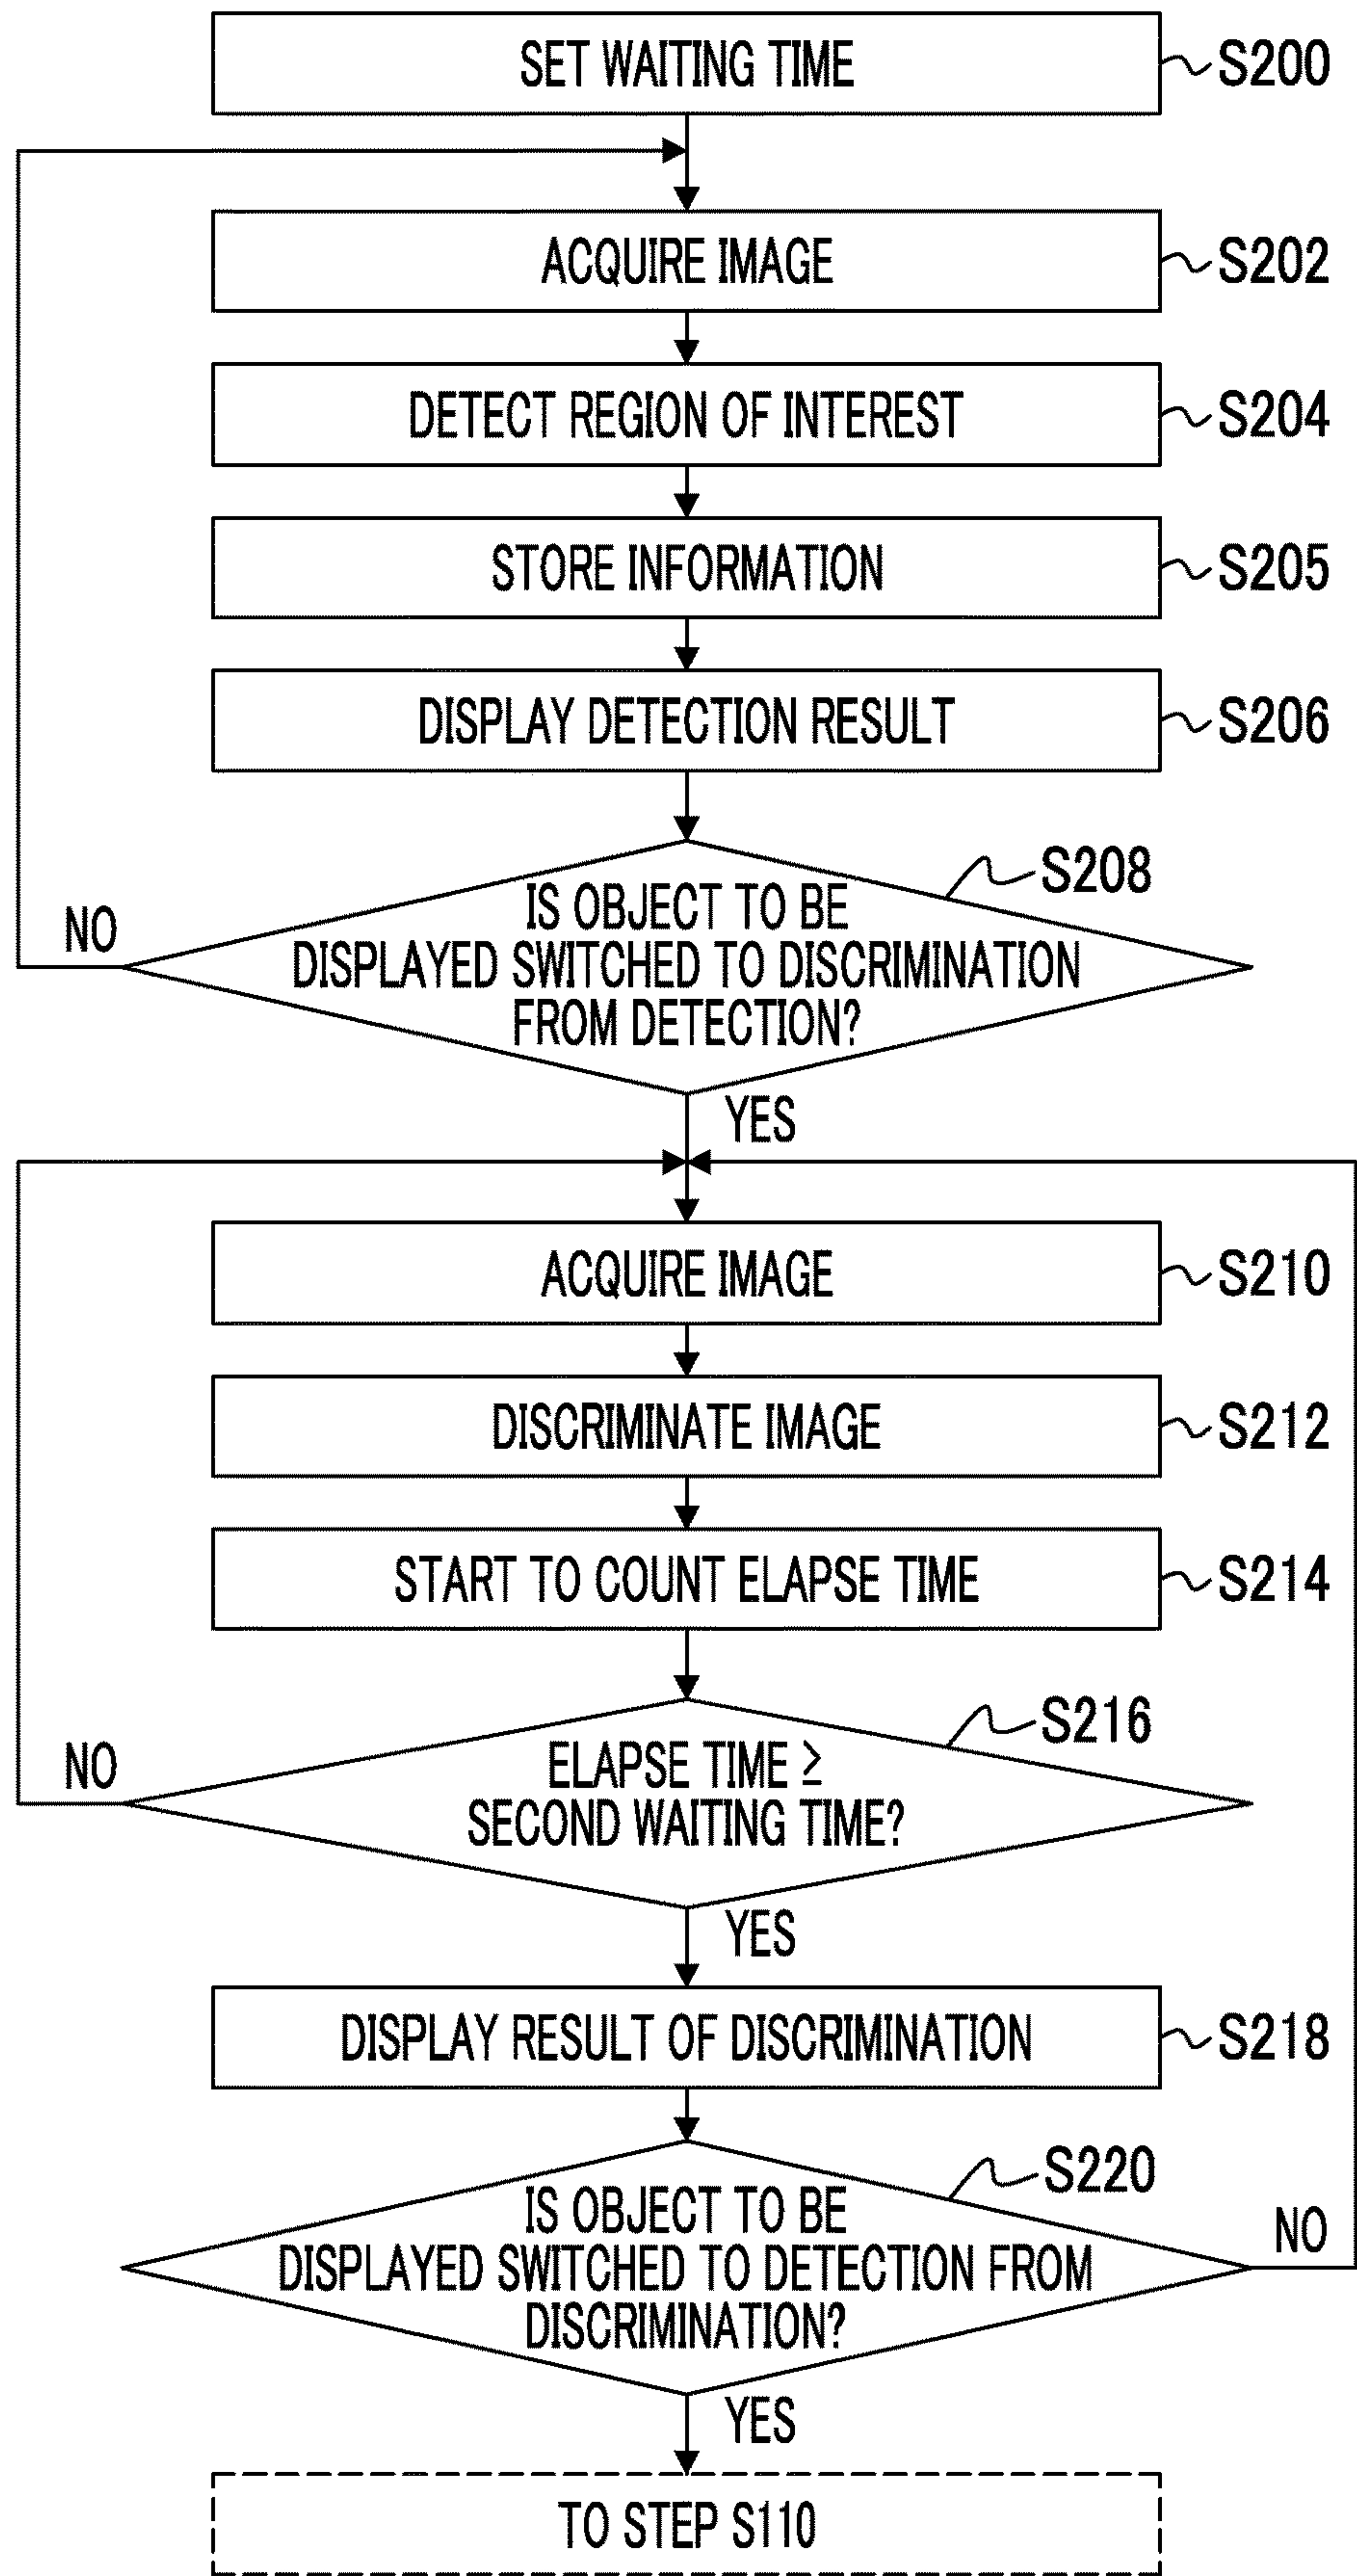 SET WAITING TIME
S200
ACQUIRE IMAGE
S202
DETECT REGION OF INTEREST
S204
STORE INFORMATION
S205
DISPLAY DETECTION RESULT
S206
S208
IS OBJECT TO BE
DISPLAYED SWITCHED TO DISCRIMINATION
FROM DETECTION?
NO
YES
ACQUIRE IMAGE
S210
DISCRIMINATE IMAGE
S212
START TO COUNT ELAPSE TIME
S214
S216
ELAPSE TIME ≥
SECOND WAITING TIME?
NO
YES
DISPLAY RESULT OF DISCRIMINATION
S218
S220
IS OBJECT TO BE
DISPLAYED SWITCHED TO DETECTION FROM
DISCRIMINATION?
NO
YES
TO STEP S110